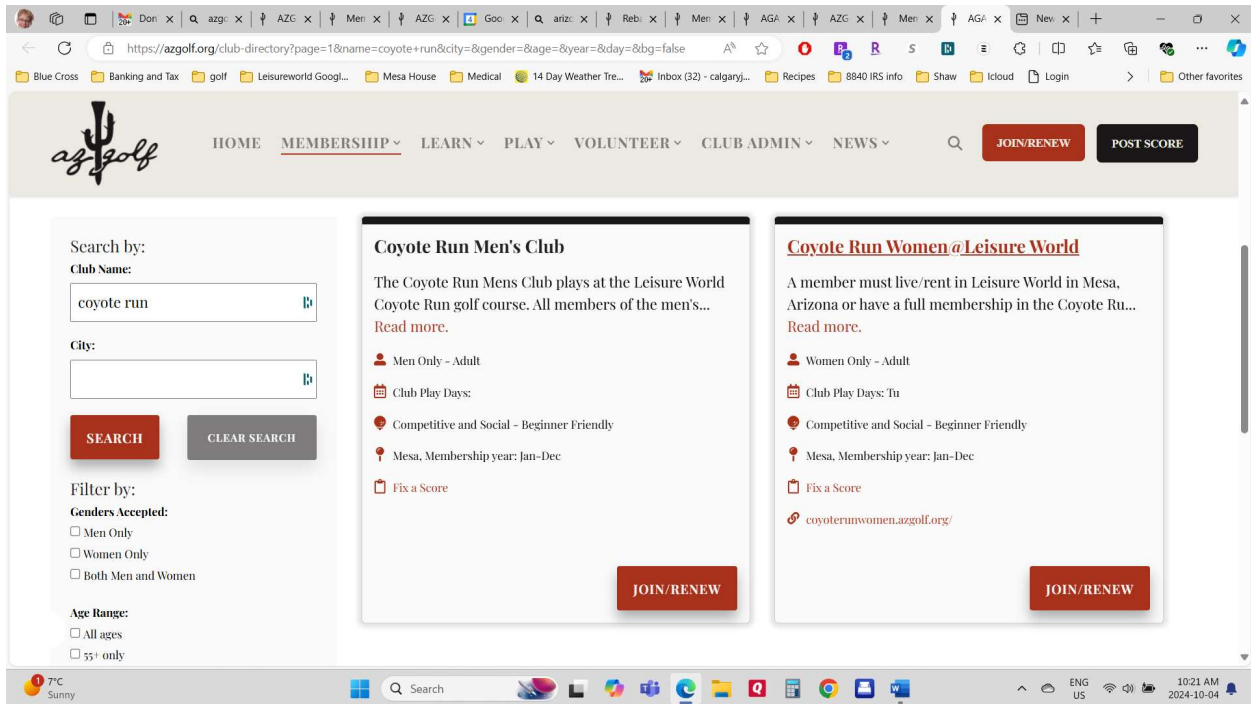 Don
azgo
AZG
Men
AZG
4
Goo
arizo
Reba
Men
AGA
AZG
Men
AGA
New
https://azgolf.org/club-directory?page=1&name=coyote+run&city=&gender=&age=&year=&day=&bg=false
Blue Cross
Banking and Tax
golf
Leisureworld Googl...
Mesa House
Medical
14 Day Weather Tre...
Inbox (32) - calgaryj...
Recipes
8840 IRS info
Shaw
Icloud
Login
Other favorites
az golf
HOME
MEMBERSHIP
LEARN
PLAY
VOLUNTEER
CLUB ADMIN
NEWS
JOIN/RENEW
POST SCORE
Search by:
Club Name:
coyote run
City:
SEARCH
CLEAR SEARCH
Filter by:
Genders Accepted:
Men Only
Women Only
Both Men and Women
Age Range:
All ages
55+ only
Coyote Run Men's Club
The Coyote Run Mens Club plays at the Leisure World
Coyote Run golf course. All members of the men's...
Read more.
Men Only - Adult
Club Play Days:
Competitive and Social - Beginner Friendly
Mesa, Membership year: Jan-Dec
Fix a Score
JOIN/RENEW
Coyote Run Women@Leisure World
A member must live/rent in Leisure World in Mesa,
Arizona or have a full membership in the Coyote Ru...
Read more.
Women Only - Adult
Club Play Days: Tu
Competitive and Social - Beginner Friendly
Mesa, Membership year: Jan-Dec
Fix a Score
coyoterunwomen.azgolf.org/
JOIN/RENEW
1
7°C
Sunny
Search
ENG
US
10:21 AM
2024-10-04